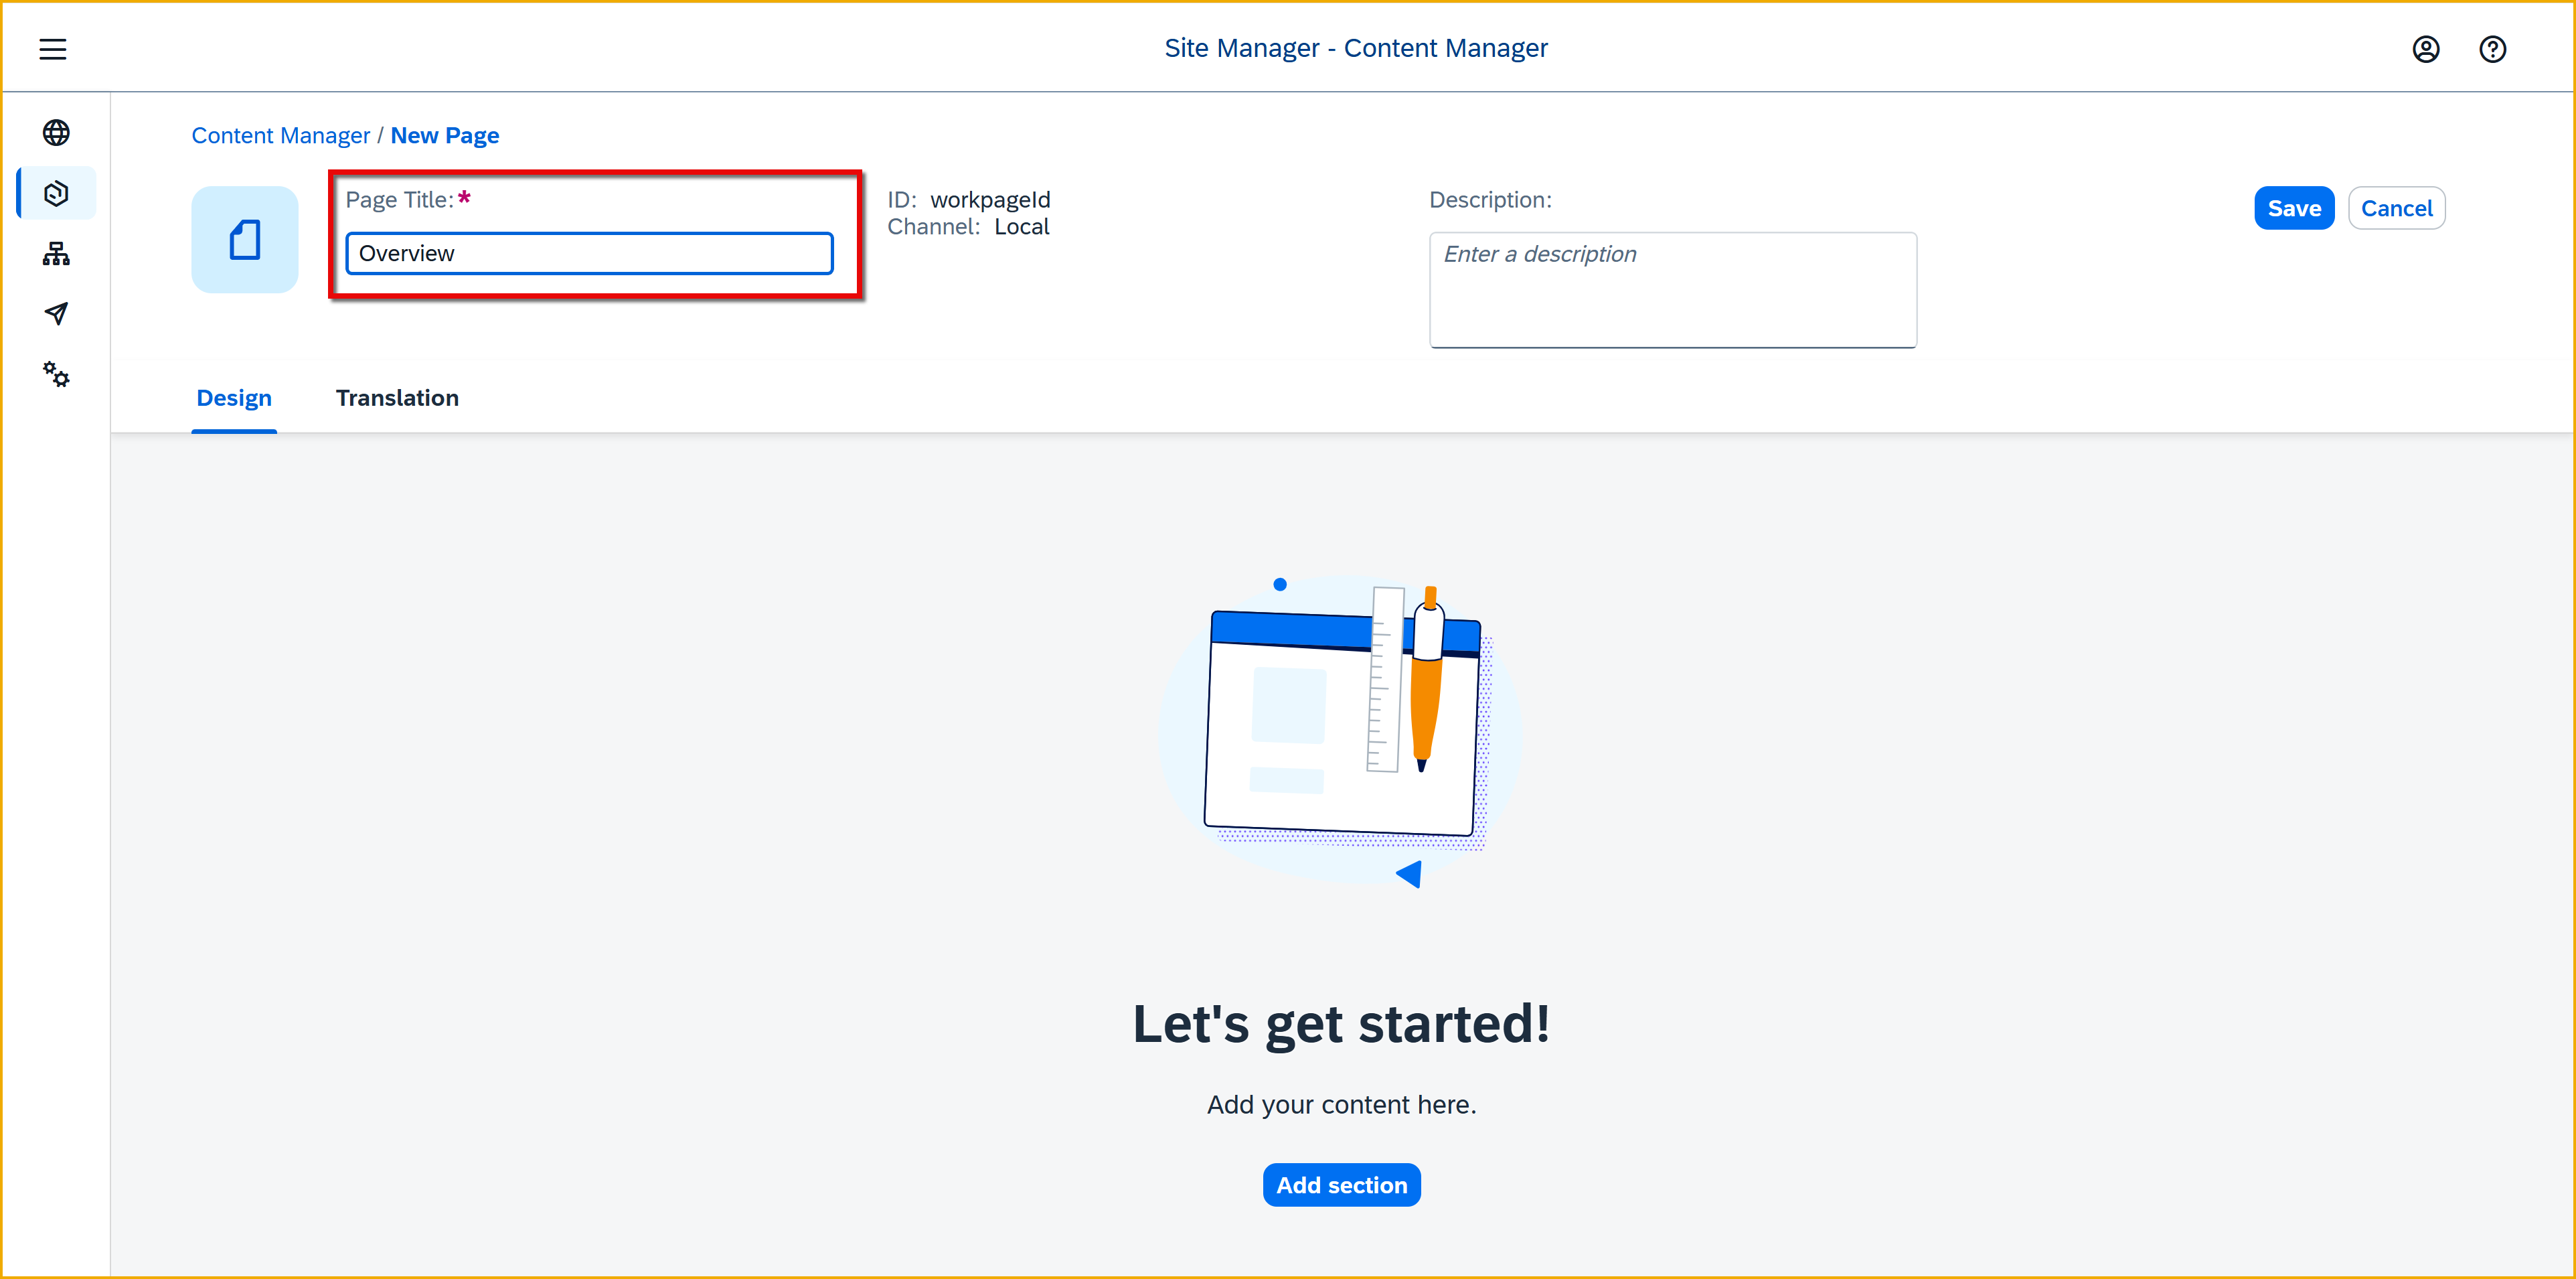 Site Manager - Content Manager
Content Manager / New Page
Page Title:*
Overview
ID: workpageId
Channel: Local
Description:
Enter a description
Save
Cancel
Design
Translation
Let's get started!
Add your content here.
Add section